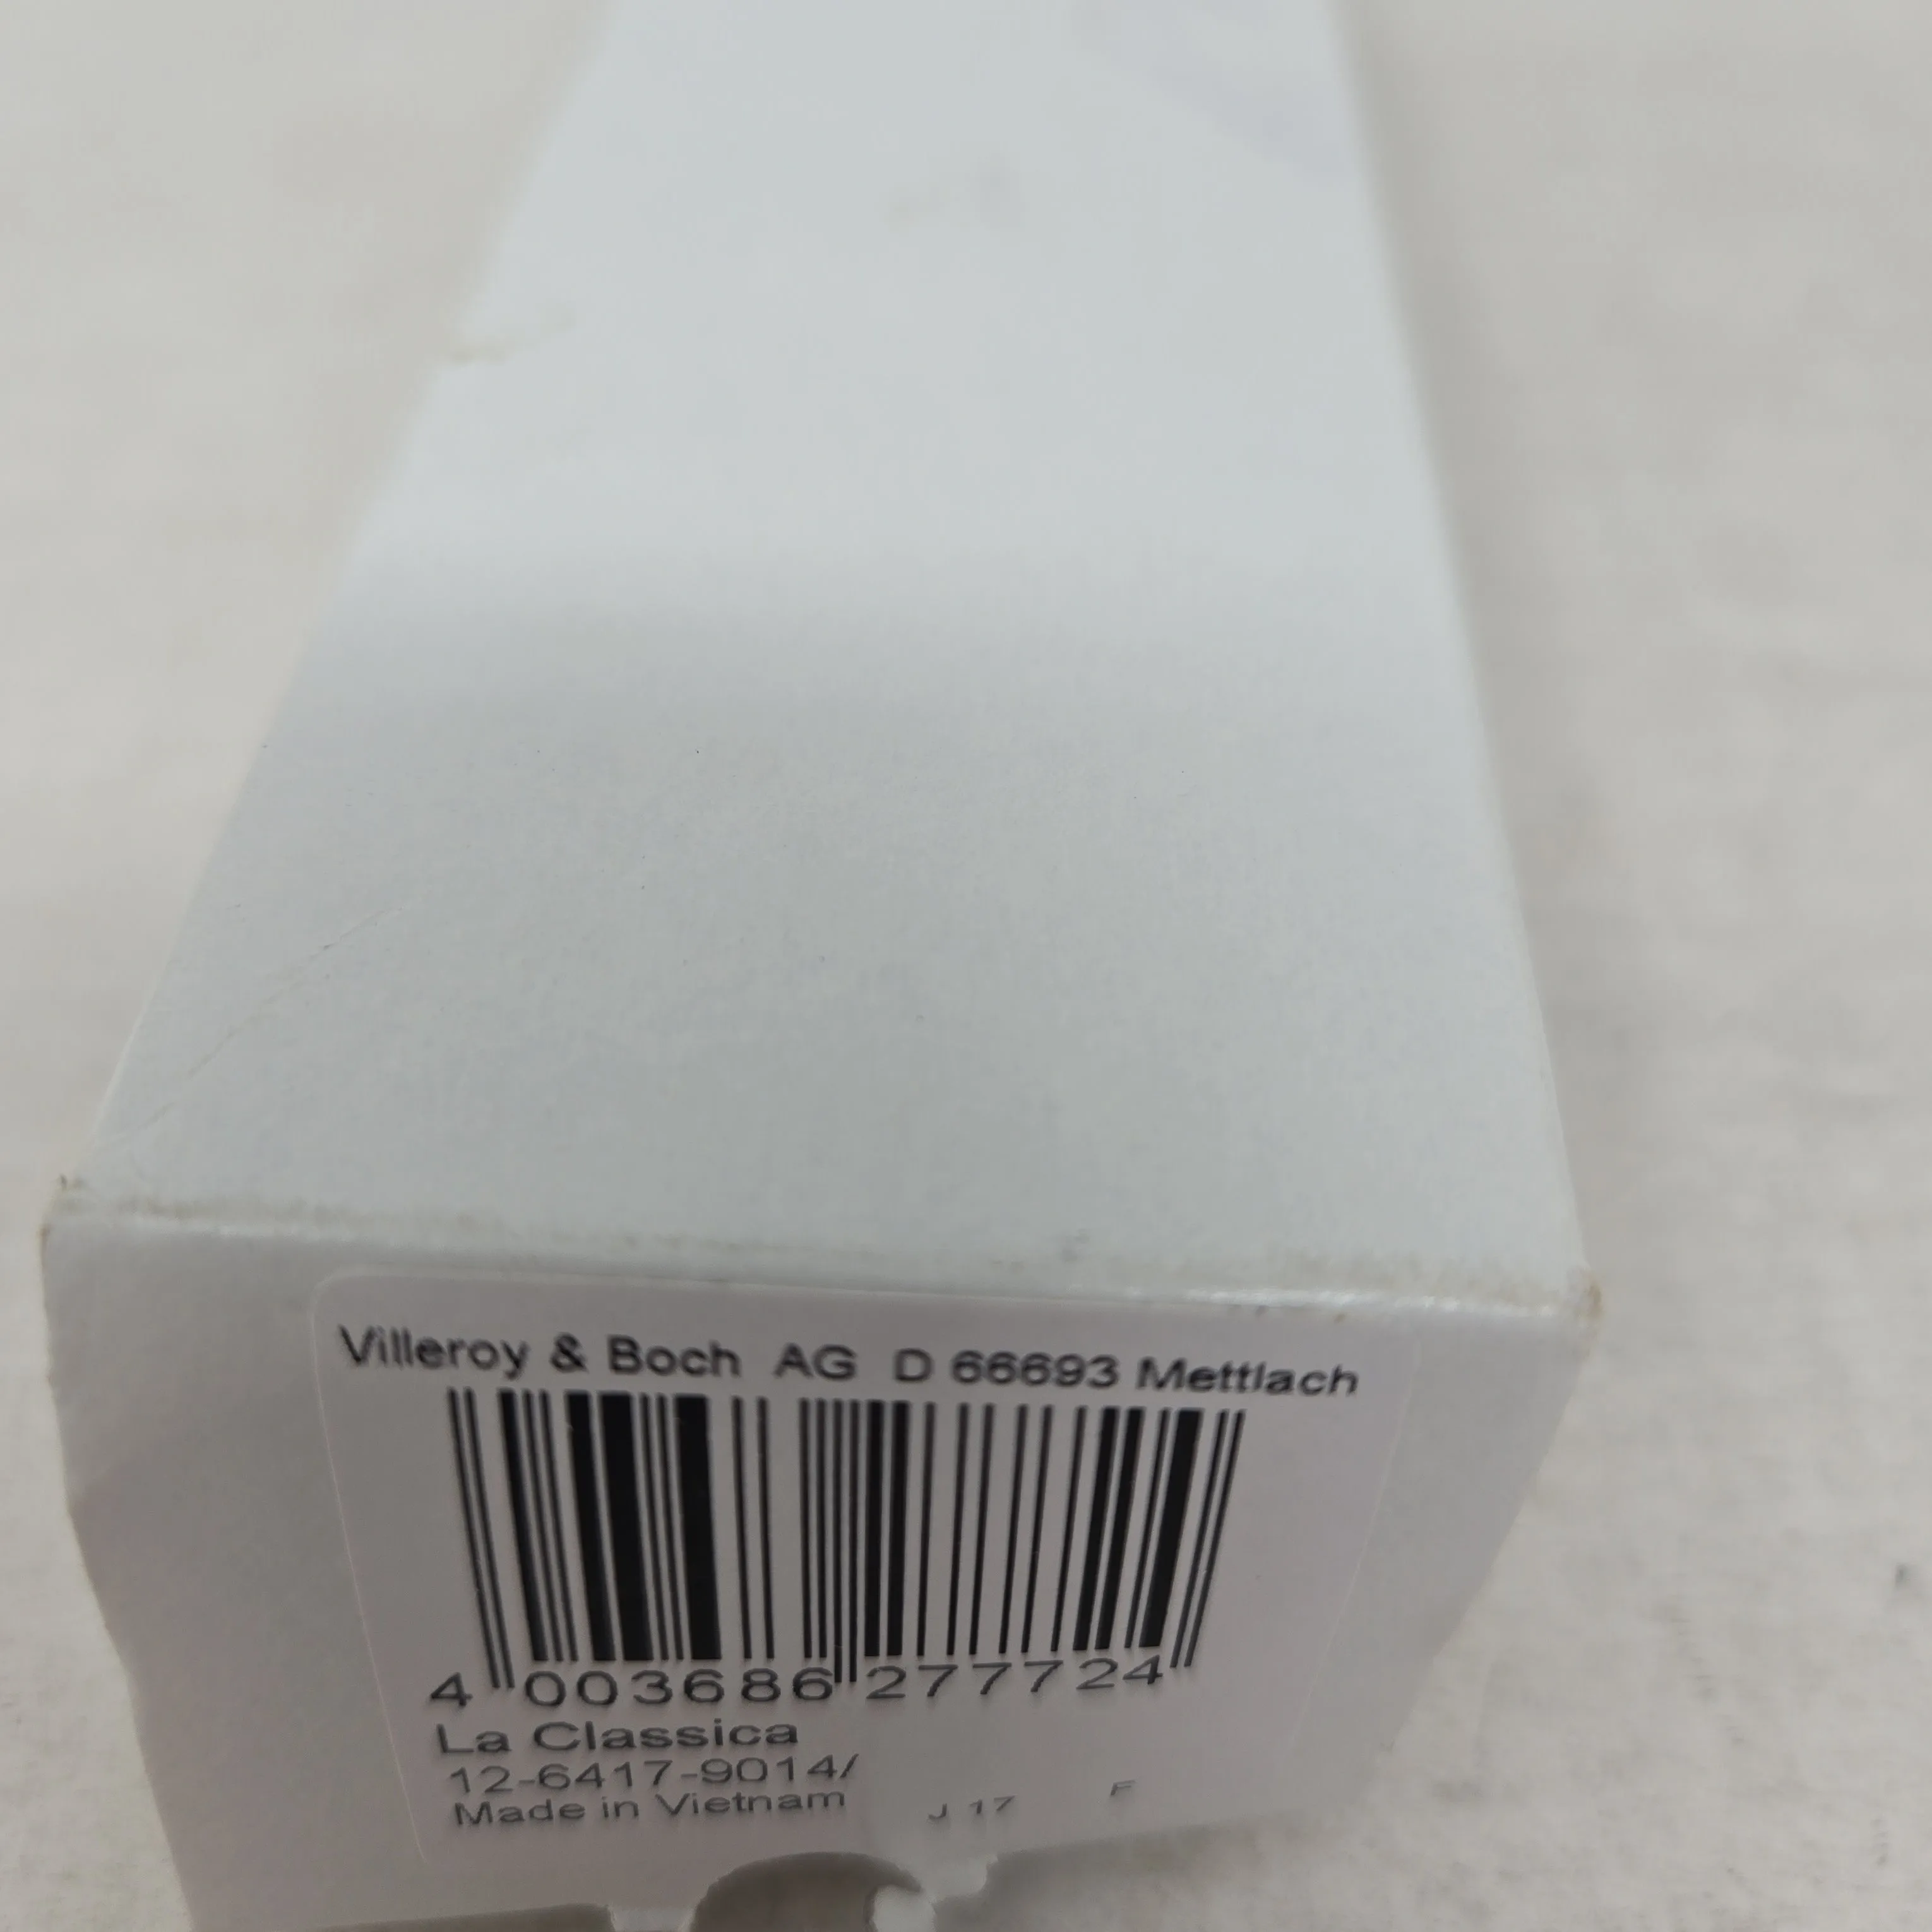 Villeroy & Boch AG D 66693 Mettlach
4 003686 277724
La Classica
12-6417-9014/
Made in Vietnam J 17 F